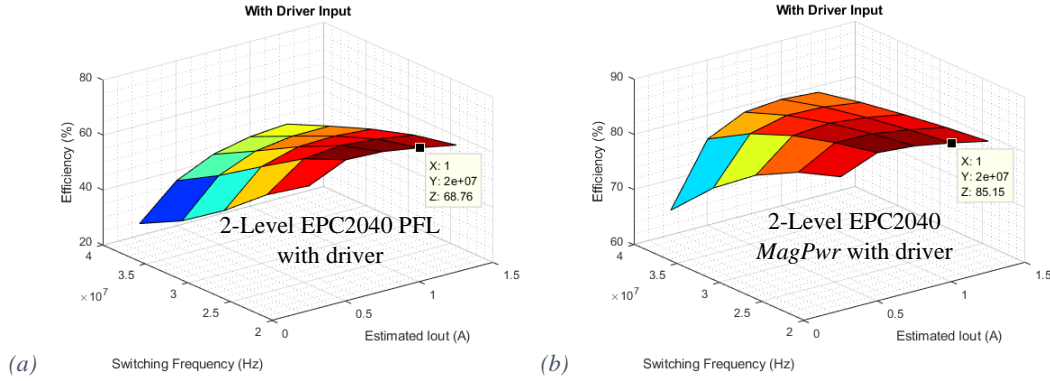 With Driver Input
80
60
40
20
Efficiency (%)
4
3.5
3
2.5
2
× 10⁷
Switching Frequency (Hz)
0
0.5
1
1.5
Estimated Iout (A)
X: 1
Y: 2e+07
Z: 68.76
2-Level EPC2040 PFL
with driver
(a)
With Driver Input
90
80
70
60
Efficiency (%)
4
3.5
3
2.5
2
× 10⁷
Switching Frequency (Hz)
0
0.5
1
1.5
Estimated Iout (A)
X: 1
Y: 2e+07
Z: 85.15
2-Level EPC2040
MagPwr with driver
(b)